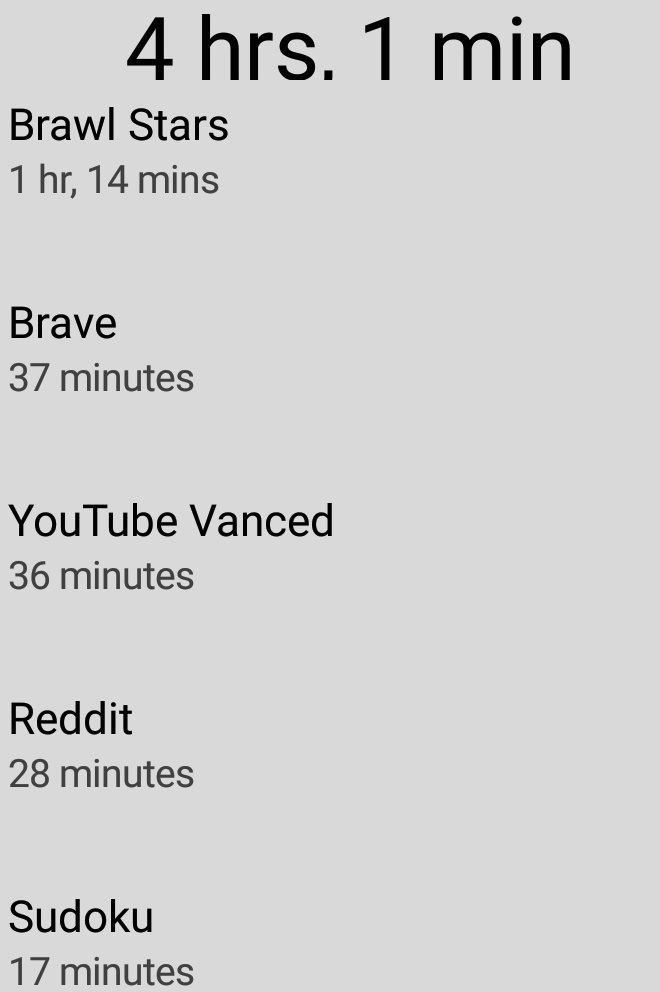 4 hrs. 1 min
Brawl Stars
1 hr, 14 mins
Brave
37 minutes
YouTube Vanced
36 minutes
Reddit
28 minutes
Sudoku
17 minutes